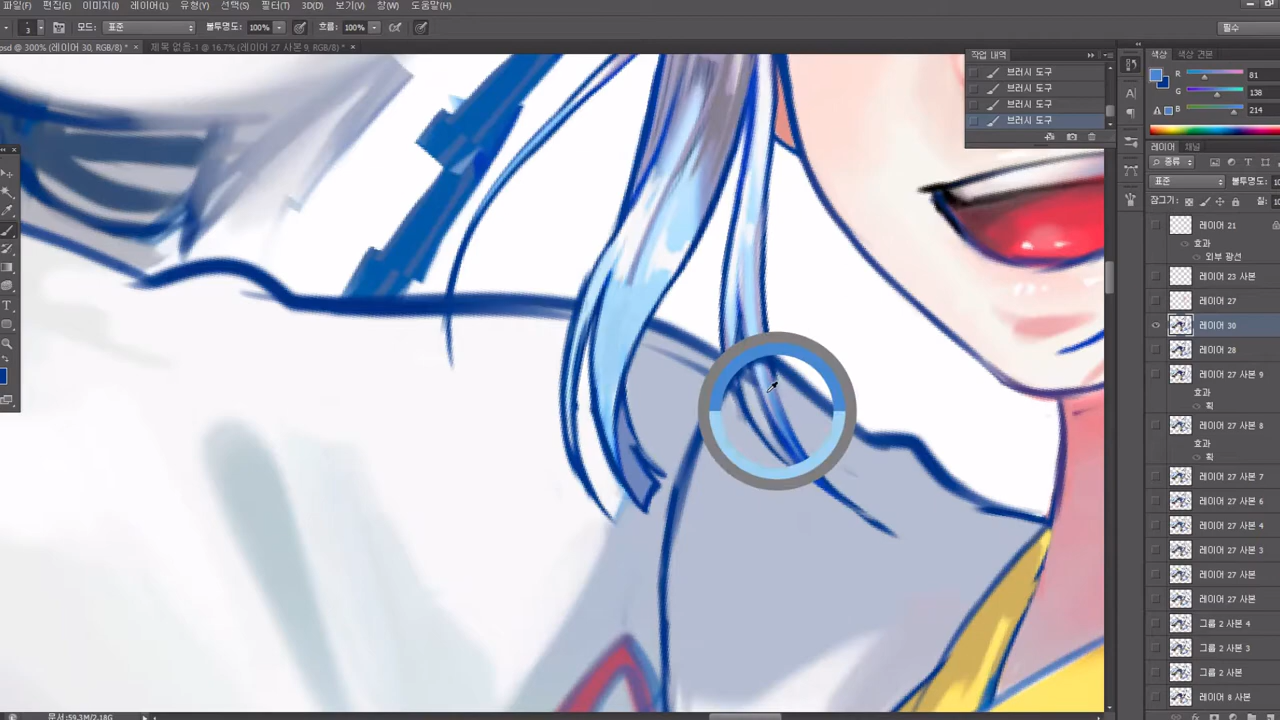 파일(F) 편집(E) 이미지(I) 레이어(L) 유형(Y) 선택(S) 필터(T) 3D(D) 보기(V) 창(W) 도움말(H)
3 모드: 표준 불투명도: 100% 흐름: 100% 필수
psd @ 300% (레이어 30, RGB/8) * × 제목 없음-1 @ 16.7% (레이어 27 사본 9, RGB/8) * ×
작업 내역
브러시 도구
브러시 도구
브러시 도구
브러시 도구
색상 색상 견본
R 81
G 138
B 214
레이어 채널
종류
표준 불투명도: 10
잠그기: 칠: 10
레이어 21
효과
외부 광선
레이어 23 사본
레이어 27
레이어 30
레이어 28
레이어 27 사본 9
효과
획
레이어 27 사본 8
효과
획
레이어 27 사본 7
레이어 27 사본 6
레이어 27 사본 4
레이어 27 사본 3
레이어 27 사본
레이어 27 사본
그룹 2 사본 4
그룹 2 사본 3
그룹 2 사본
레이어 8 사본
문서:59.3M/2.18G